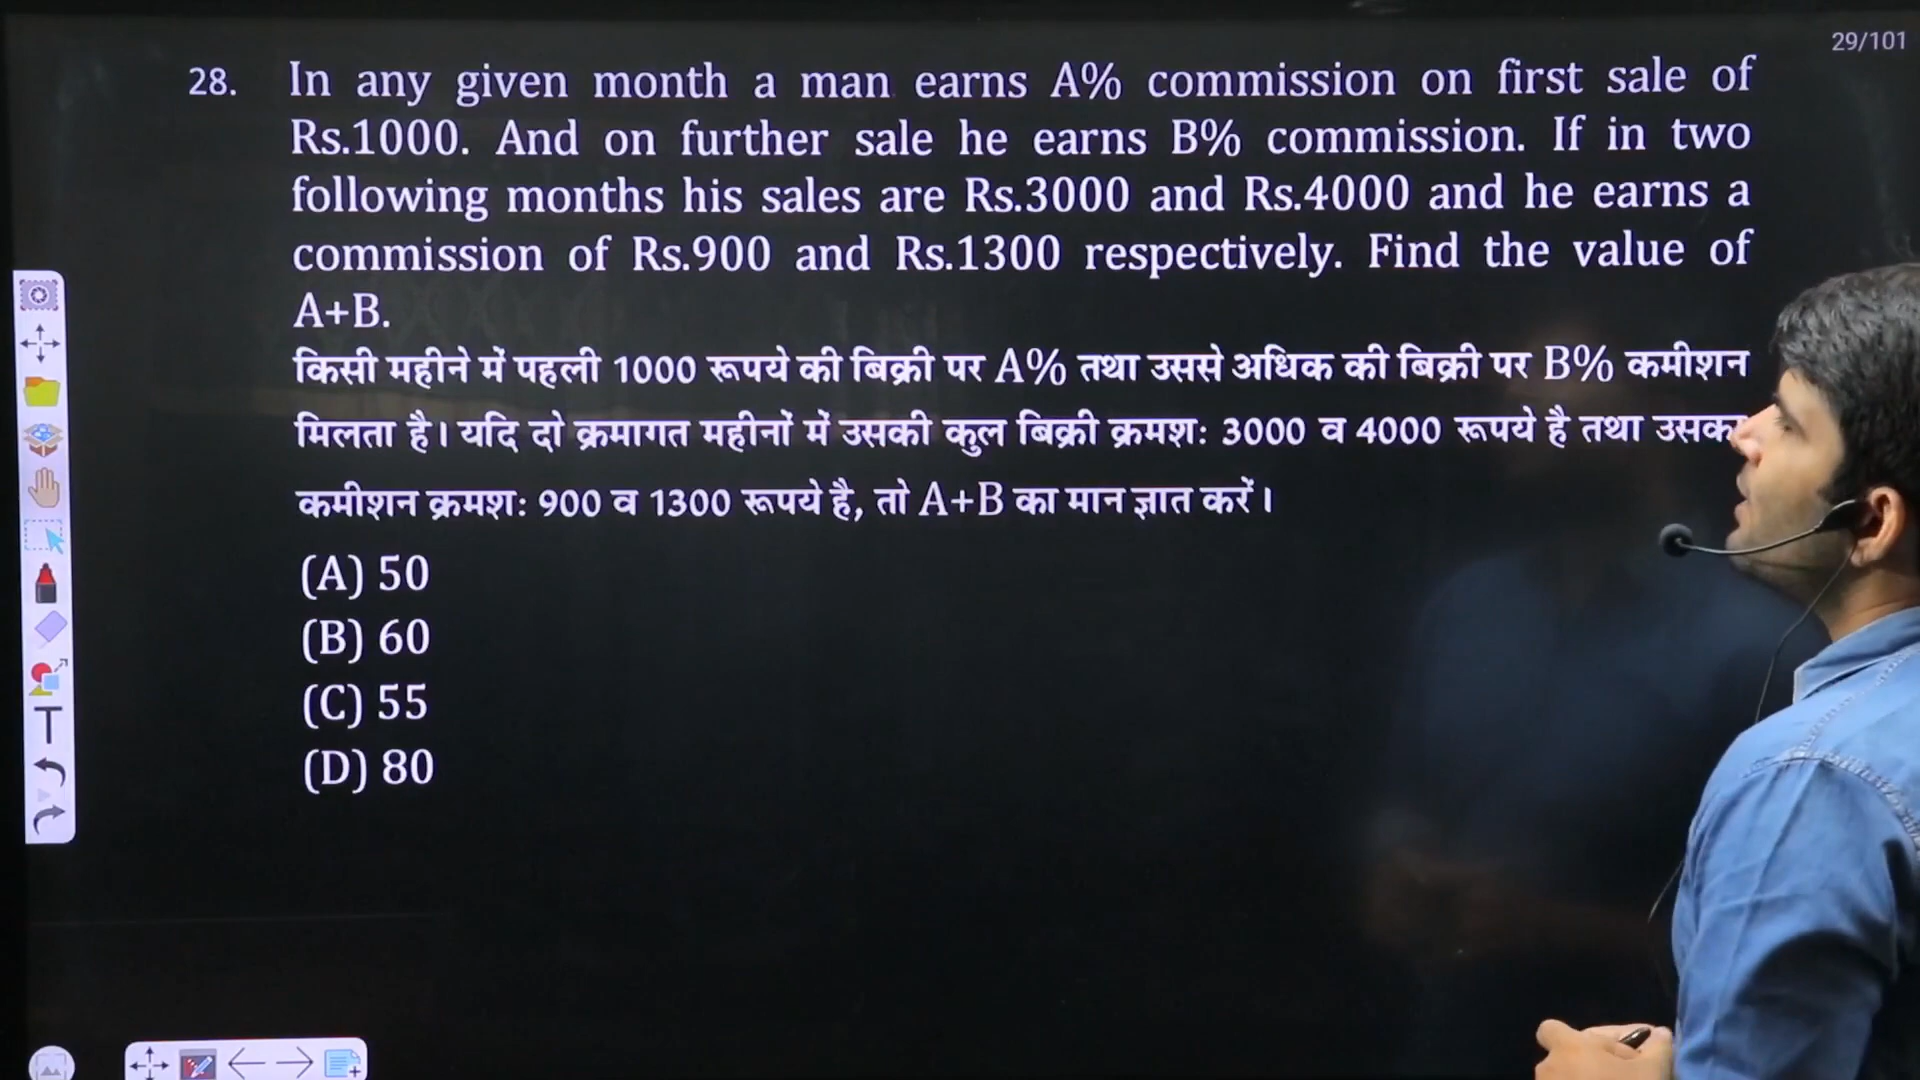 29/101
28. In any given month a man earns A% commission on first sale of
Rs.1000. And on further sale he earns B% commission. If in two
following months his sales are Rs.3000 and Rs.4000 and he earns a
commission of Rs.900 and Rs.1300 respectively. Find the value of
A+B.
किसी महीने में पहली 1000 रूपये की बिक्री पर A% तथा उससे अधिक की बिक्री पर B% कमीशन
मिलता है। यदि दो क्रमागत महीनों में उसकी कुल बिक्री क्रमश: 3000 व 4000 रूपये है तथा उसका
कमीशन क्रमश: 900 व 1300 रूपये है, तो A+B का मान ज्ञात करें।
(A) 50
(B) 60
(C) 55
(D) 80
T